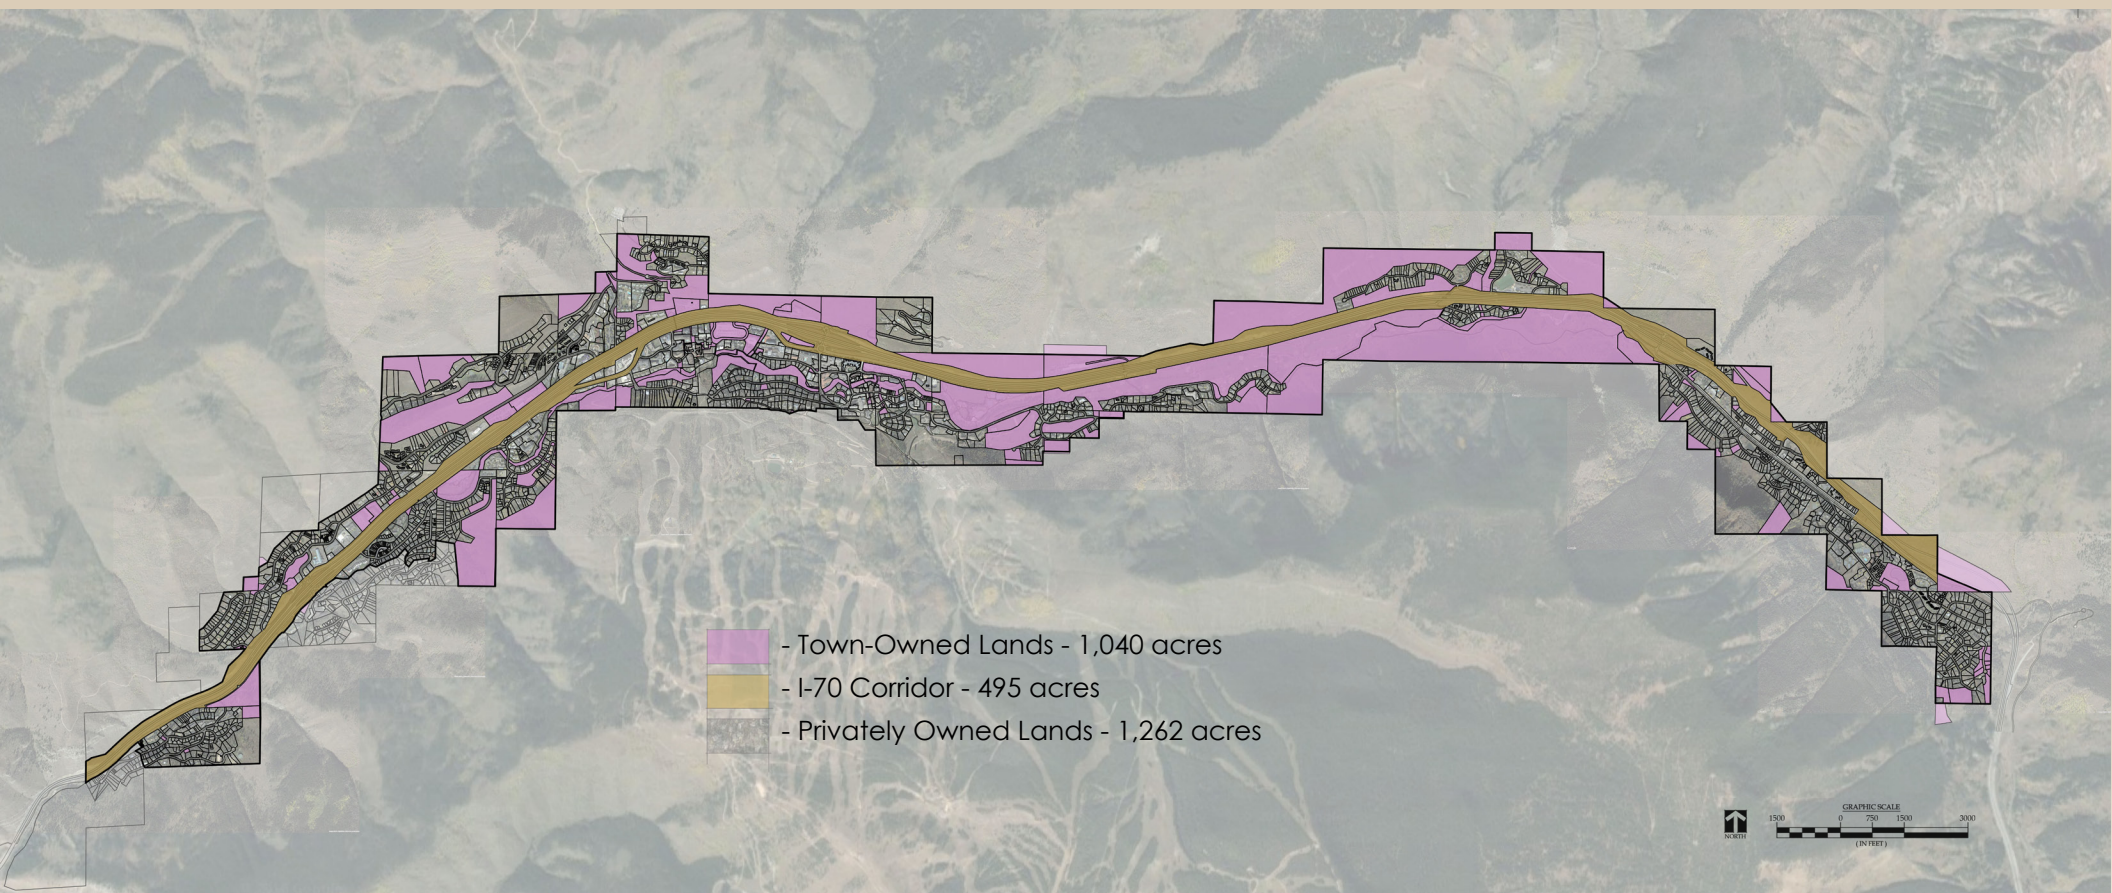 - Town-Owned Lands - 1,040 acres
- I-70 Corridor - 495 acres
- Privately Owned Lands - 1,262 acres
NORTH
GRAPHIC SCALE
1500 0 750 1500 3000
( IN FEET )